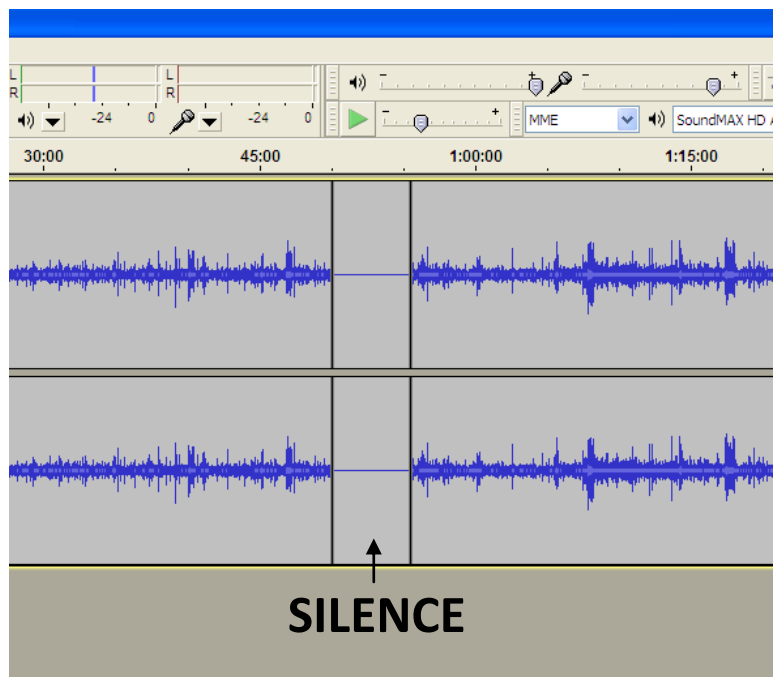 L
R
L
R
- +
- +
-24 0
-24 0
- +
MME
SoundMAX HD A
30:00 45:00 1:00:00 1:15:00
SILENCE